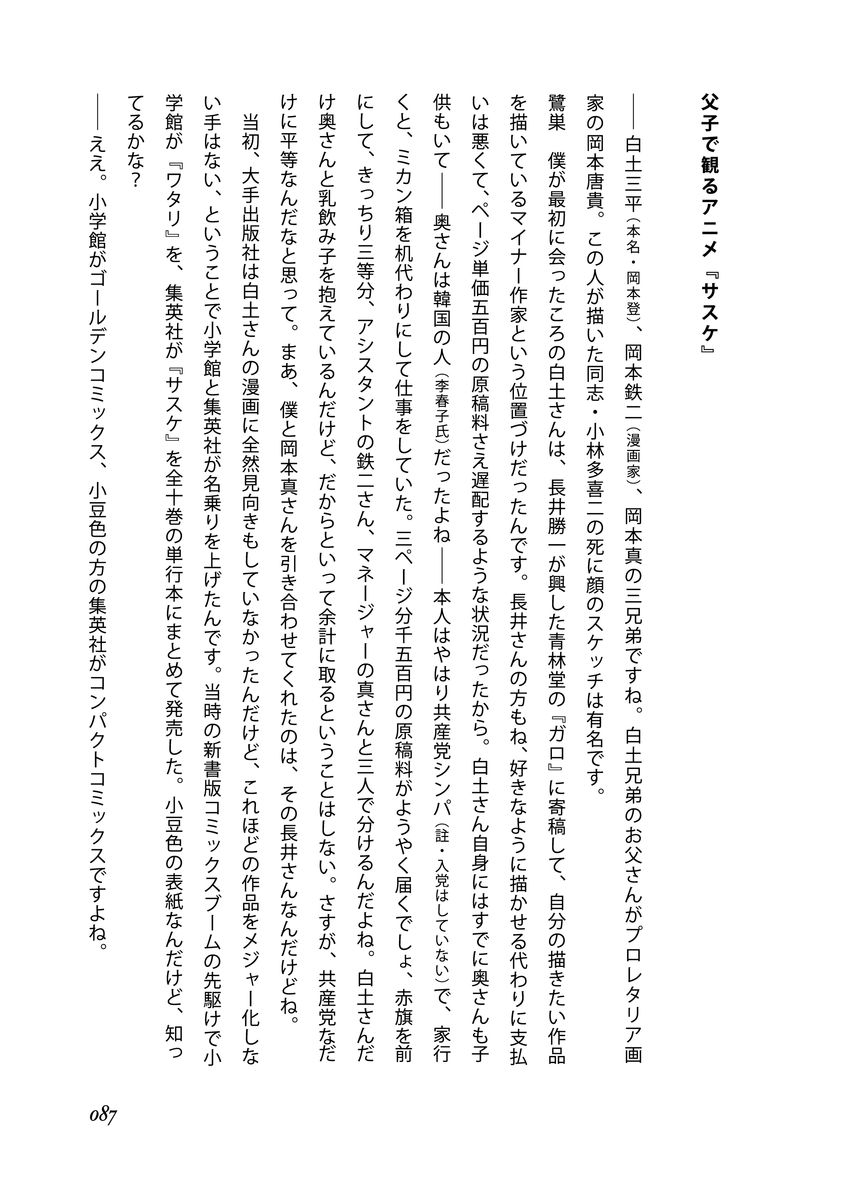 父子で観るアニメ『サスケ』
――白土三平（本名・岡本登）、岡本鉄二（漫画家）、岡本真の三兄弟ですね。白土兄弟のお父さんがプロレタリア画
家の岡本唐貴。この人が描いた同志・小林多喜二の死に顔のスケッチは有名です。
鷺巣　僕が最初に会ったころの白土さんは、長井勝一が興した青林堂の『ガロ』に寄稿して、自分の描きたい作品
を描いているマイナー作家という位置づけだったんです。長井さんの方もね、好きなように描かせる代わりに支払
いは悪くて、ページ単価五百円の原稿料さえ遅配するような状況だったから。白土さん自身にはすでに奥さんも子
供もいて――奥さんは韓国の人（李春子氏）だったよね――本人はやはり共産党シンパ（註・入党はしていない）で、家行
くと、ミカン箱を机代わりにして仕事をしていた。三ページ分千五百円の原稿料がようやく届くでしょ、赤旗を前
にして、きっちり三等分、アシスタントの鉄二さん、マネージャーの真さんと三人で分けるんだよね。白土さんだ
け奥さんと乳飲み子を抱えているんだけど、だからといって余計に取るということはしない。さすが、共産党なだ
けに平等なんだなと思って。まあ、僕と岡本真さんを引き合わせてくれたのは、その長井さんなんだけどね。
　当初、大手出版社は白土さんの漫画に全然見向きもしていなかったんだけど、これほどの作品をメジャー化しな
い手はない、ということで小学館と集英社が名乗りを上げたんです。当時の新書版コミックスブームの先駆けで小
学館が『ワタリ』を、集英社が『サスケ』を全十巻の単行本にまとめて発売した。小豆色の表紙なんだけど、知っ
てるかな？
――ええ。小学館がゴールデンコミックス、小豆色の方の集英社がコンパクトコミックスですよね。
087